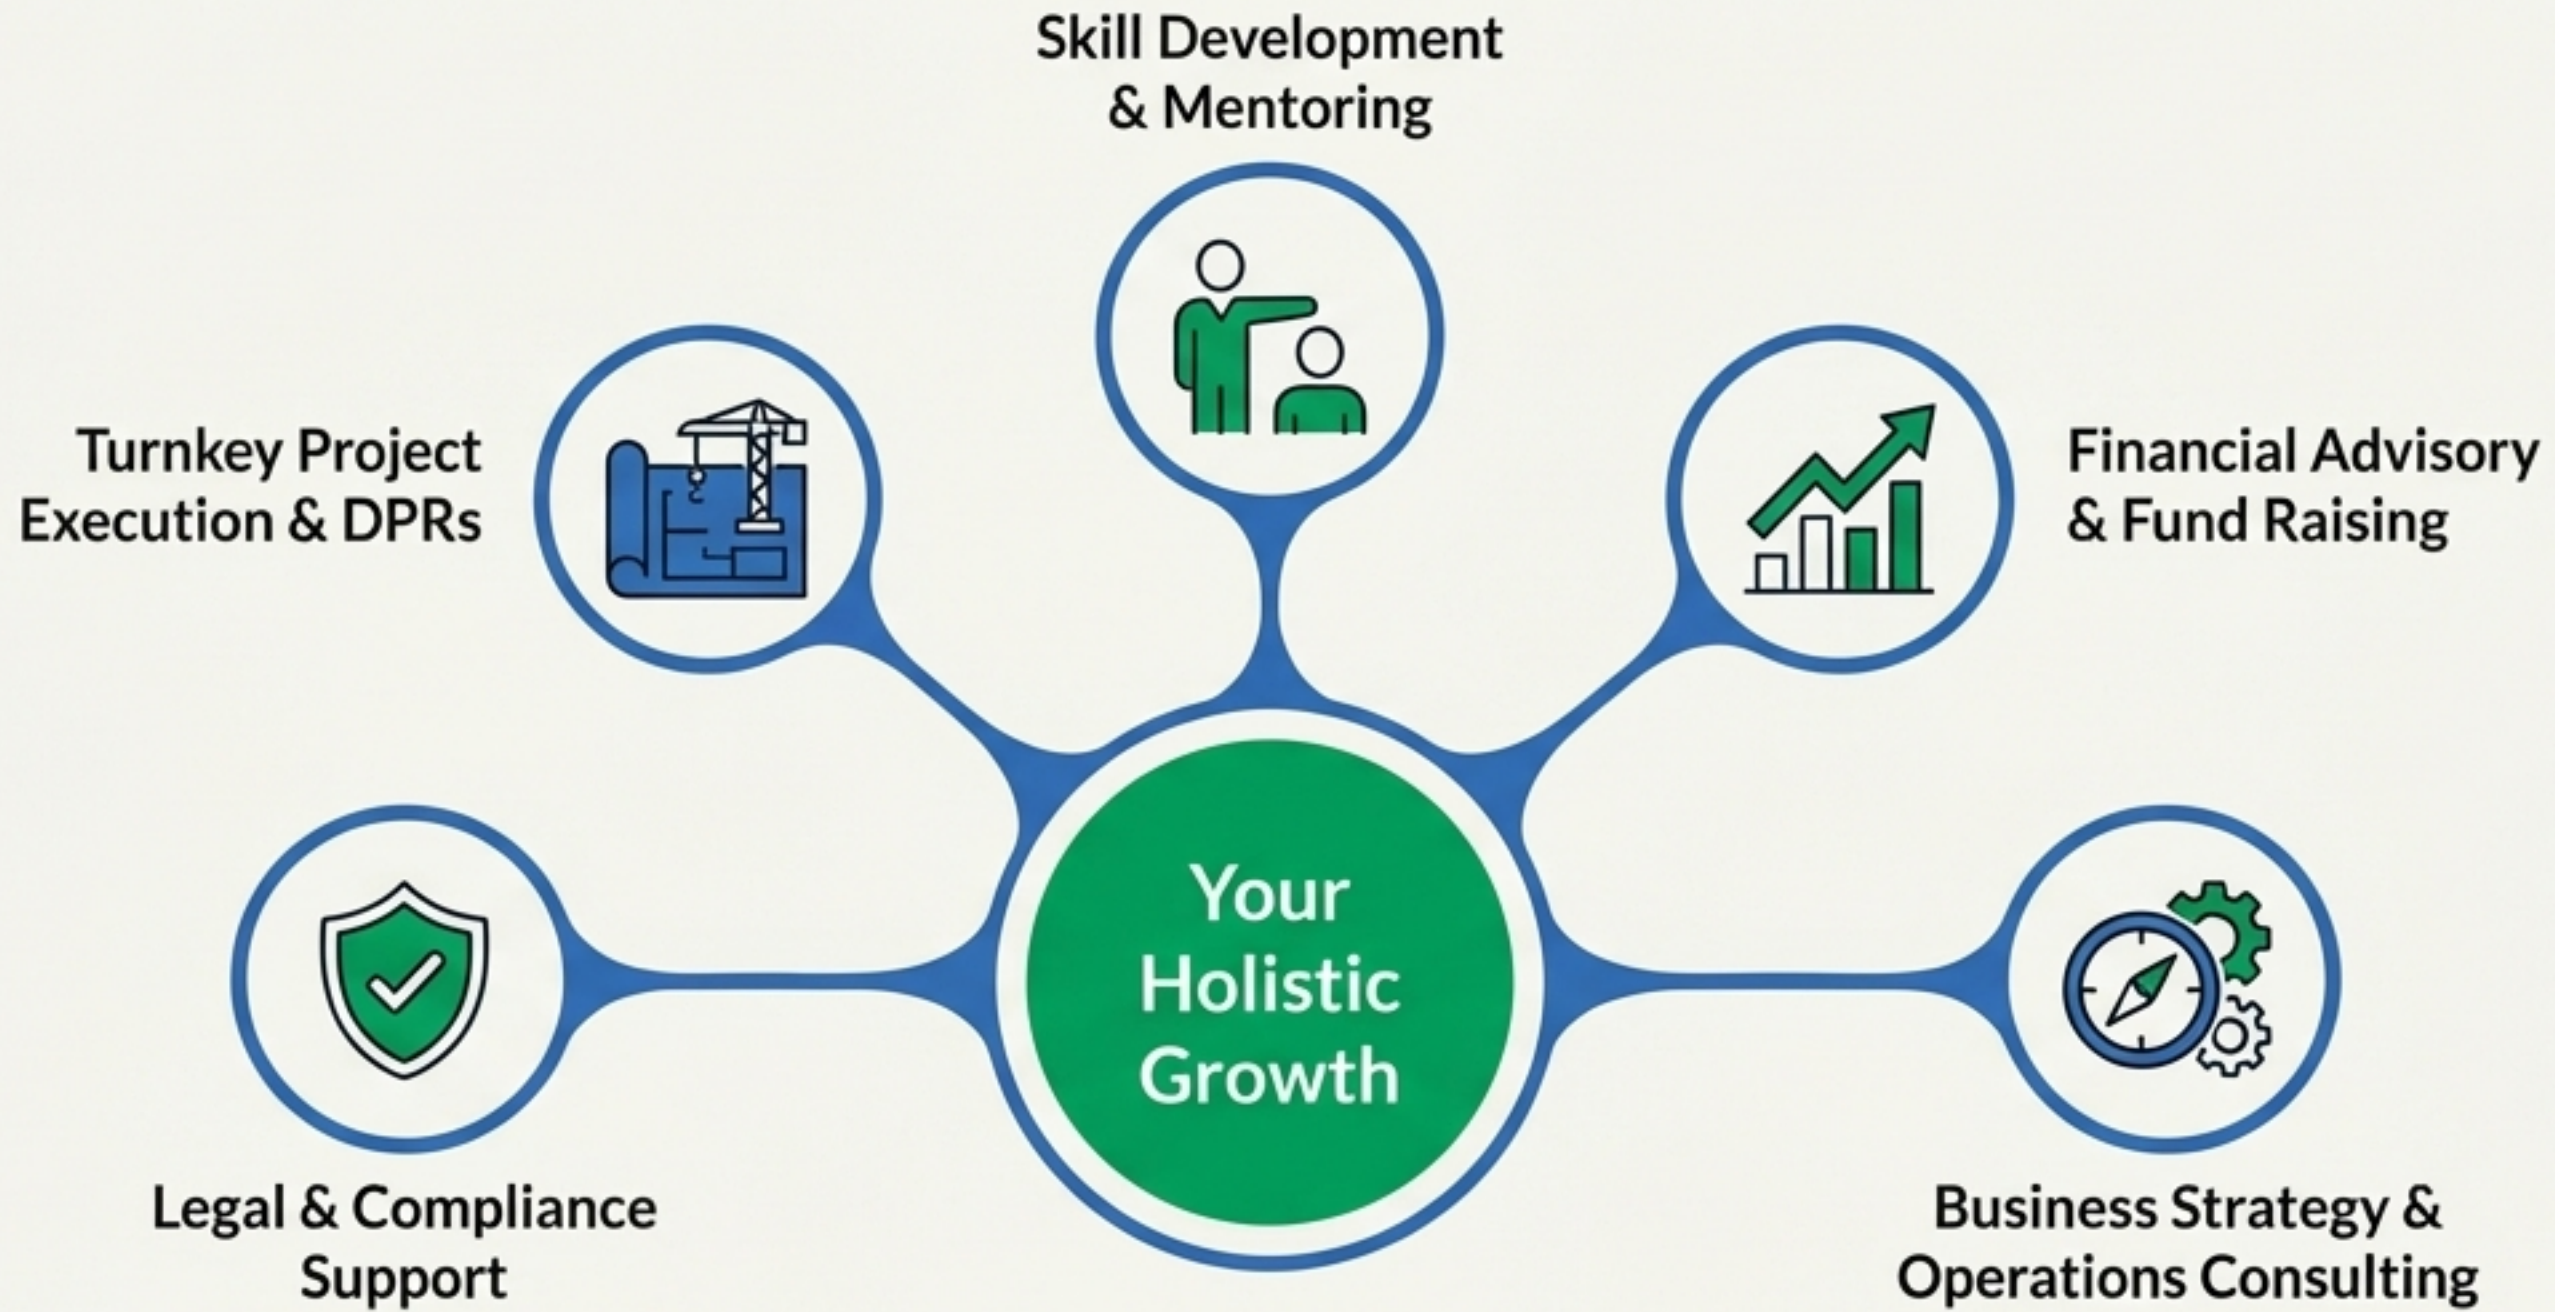 Skill Development
& Mentoring
Turnkey Project
Execution & DPRs
Financial Advisory
& Fund Raising
Your
Holistic
Growth
Legal & Compliance
Support
Business Strategy &
Operations Consulting